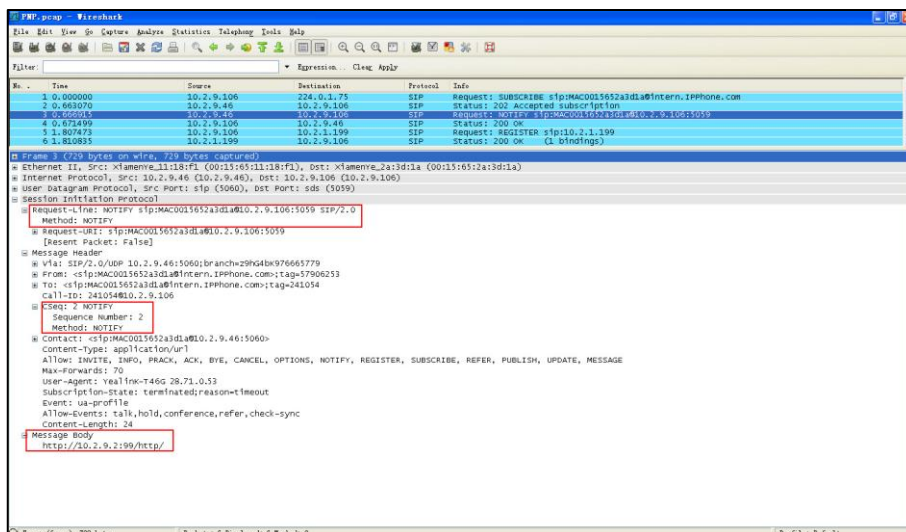 PNP.pcap - Wireshark
File Edit View Go Capture Analyze Statistics Telephony Tools Help
Filter: Expression... Clear Apply
No. . Time Source Destination Protocol Info
1 0.000000 10.2.9.106 224.0.1.75 SIP Request: SUBSCRIBE sip:MAC0015652a3d1a@intern.IPPhone.com
2 0.663070 10.2.9.46 10.2.9.106 SIP Status: 202 Accepted subscription
3 0.666915 10.2.9.46 10.2.9.106 SIP Request: NOTIFY sip:MAC0015652a3d1a@10.2.9.106:5059
4 0.671499 10.2.9.106 10.2.9.46 SIP Status: 200 OK
5 1.807473 10.2.9.106 10.2.1.199 SIP Request: REGISTER sip:10.2.1.199
6 1.810835 10.2.1.199 10.2.9.106 SIP Status: 200 OK (1 bindings)
Frame 3 (729 bytes on wire, 729 bytes captured)
Ethernet II, Src: XiamenYe_11:18:f1 (00:15:65:11:18:f1), Dst: XiamenYe_2a:3d:1a (00:15:65:2a:3d:1a)
Internet Protocol, Src: 10.2.9.46 (10.2.9.46), Dst: 10.2.9.106 (10.2.9.106)
User Datagram Protocol, Src Port: sip (5060), Dst Port: sds (5059)
Session Initiation Protocol
Request-Line: NOTIFY sip:MAC0015652a3d1a@10.2.9.106:5059 SIP/2.0
Method: NOTIFY
Request-URI: sip:MAC0015652a3d1a@10.2.9.106:5059
[Resent Packet: False]
Message Header
Via: SIP/2.0/UDP 10.2.9.46:5060;branch=z9hG4bK976665779
From: <sip:MAC0015652a3d1a@intern.IPPhone.com>;tag=57906253
To: <sip:MAC0015652a3d1a@intern.IPPhone.com>;tag=241054
Call-ID: 241054@10.2.9.106
CSeq: 2 NOTIFY
Sequence Number: 2
Method: NOTIFY
Contact: <sip:MAC0015652a3d1a@10.2.9.46:5060>
Content-Type: application/url
Allow: INVITE, INFO, PRACK, ACK, BYE, CANCEL, OPTIONS, NOTIFY, REGISTER, SUBSCRIBE, REFER, PUBLISH, UPDATE, MESSAGE
Max-Forwards: 70
User-Agent: Yealink-T46G 28.71.0.53
Subscription-State: terminated;reason=timeout
Event: ua-profile
Allow-Events: talk,hold,conference,refer,check-sync
Content-Length: 24
Message Body
http://10.2.9.2:99/http/